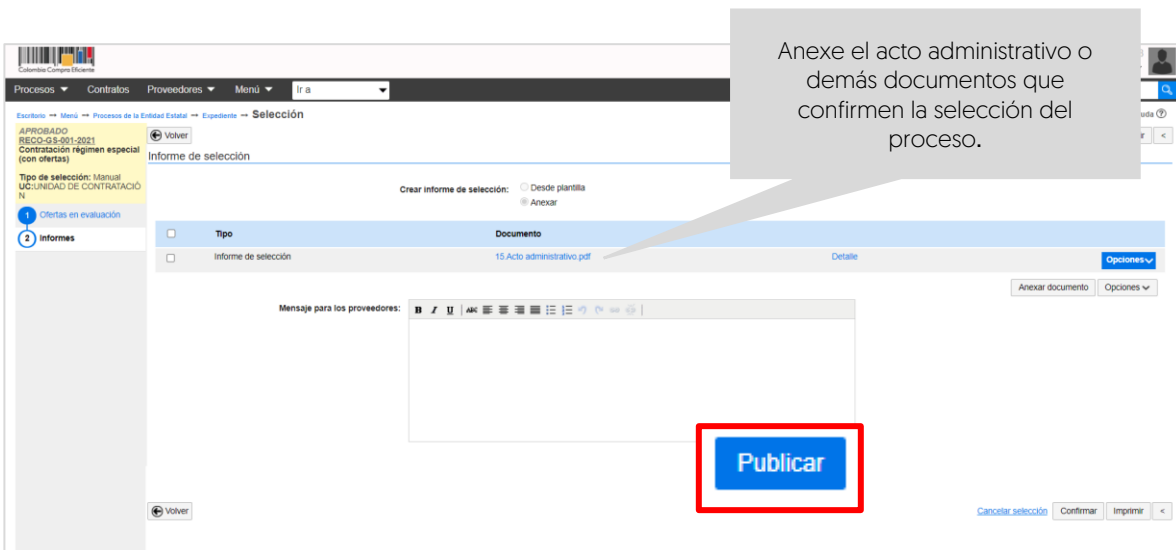 Anexe el acto administrativo o
demás documentos que
confirmen la selección del
proceso.
Colombia Compra Eficiente
Procesos Contratos Proveedores Menú Ir a
Escritorio → Menú → Procesos de la Entidad Estatal → Expediente → Selección
uda
APROBADO
RECO-GS-001-2021
Contratación régimen especial
(con ofertas)
Tipo de selección: Manual
UC:UNIDAD DE CONTRATACIÓ
N
1 Ofertas en evaluación
2 Informes
Volver
r <
Informe de selección
Crear informe de selección: Desde plantilla
Anexar
Tipo Documento
Informe de selección 15.Acto administrativo.pdf Detalle Opciones
Anexar documento Opciones
Mensaje para los proveedores: B I U ABC
Publicar
Volver Cancelar selección Confirmar Imprimir <